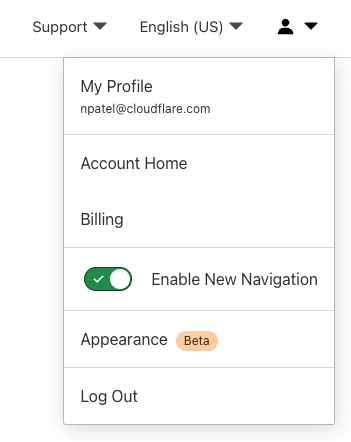 Support English (US)
My Profile
npatel@cloudflare.com
Account Home
Billing
Enable New Navigation
Appearance Beta
Log Out